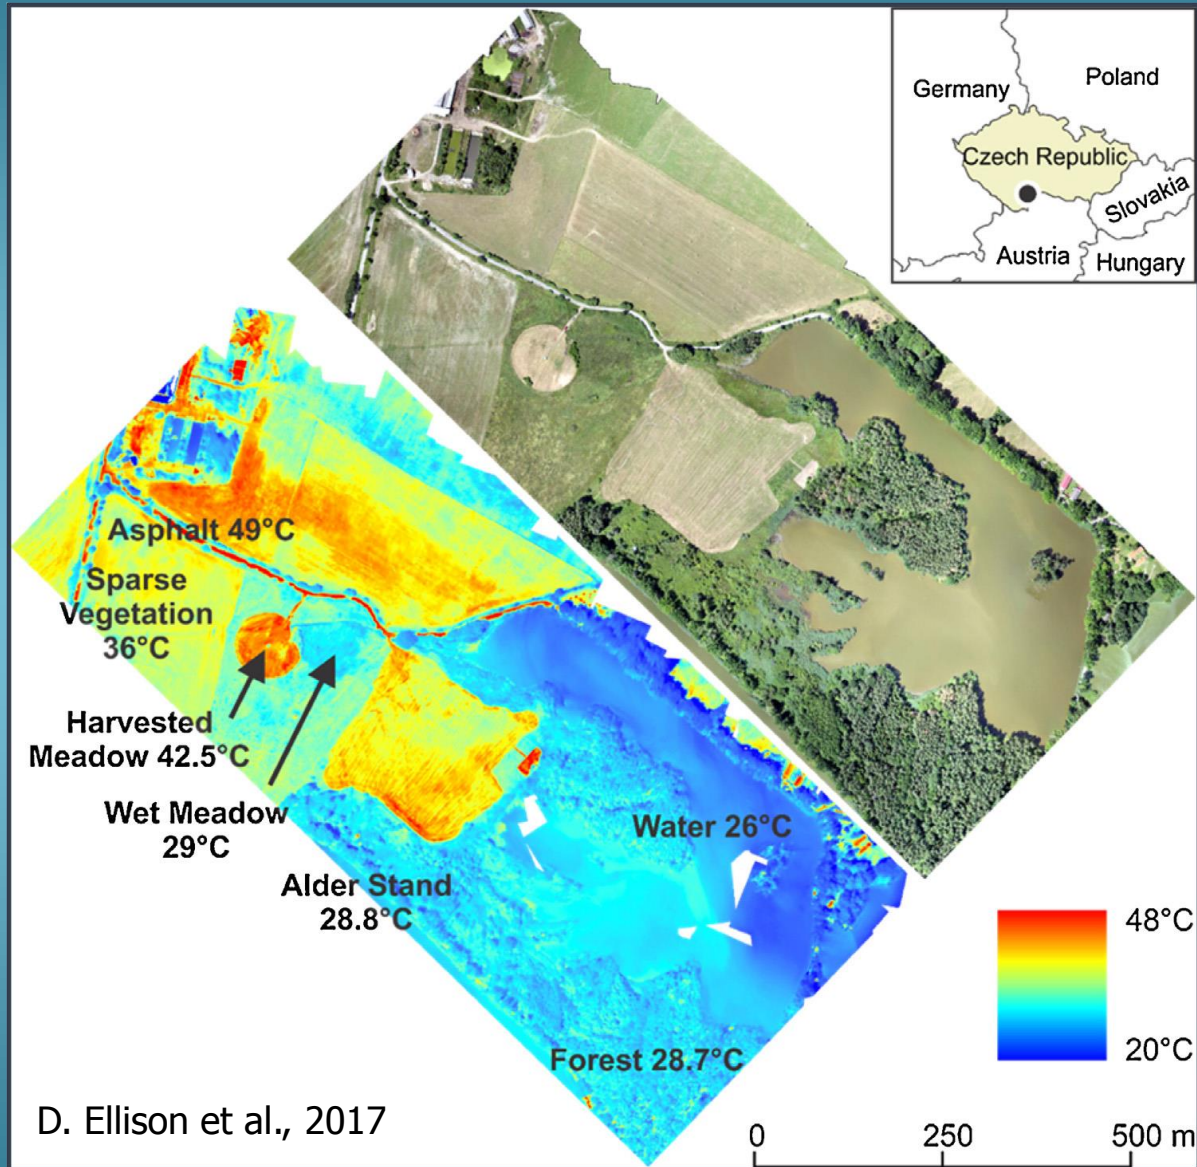 Germany
Poland
Czech Republic
Slovakia
Austria
Hungary
Asphalt 49°C
Sparse
Vegetation
36°C
Harvested
Meadow 42.5°C
Wet Meadow
29°C
Alder Stand
28.8°C
Water 26°C
Forest 28.7°C
48°C
20°C
D. Ellison et al., 2017
0 250 500 m